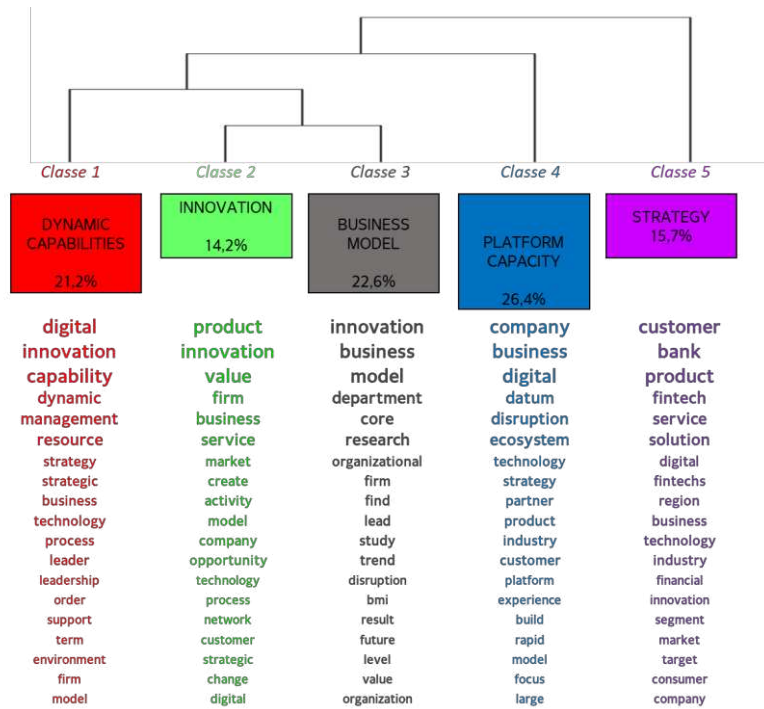 Classe 1 Classe 2 Classe 3 Classe 4 Classe 5
DYNAMIC
CAPABILITIES
21,2%
INNOVATION
14,2%
BUSINESS
MODEL
22,6%
PLATFORM
CAPACITY
26,4%
STRATEGY
15,7%
digital
innovation
capability
dynamic
management
resource
strategy
strategic
business
technology
process
leader
leadership
order
support
term
environment
firm
model
product
innovation
value
firm
business
service
market
create
activity
model
company
opportunity
technology
process
network
customer
strategic
change
digital
innovation
business
model
department
core
research
organizational
firm
find
lead
study
trend
disruption
bmi
result
future
level
value
organization
company
business
digital
datum
disruption
ecosystem
technology
strategy
partner
product
industry
customer
platform
experience
build
rapid
model
focus
large
customer
bank
product
fintech
service
solution
digital
fintechs
region
business
technology
industry
financial
innovation
segment
market
target
consumer
company